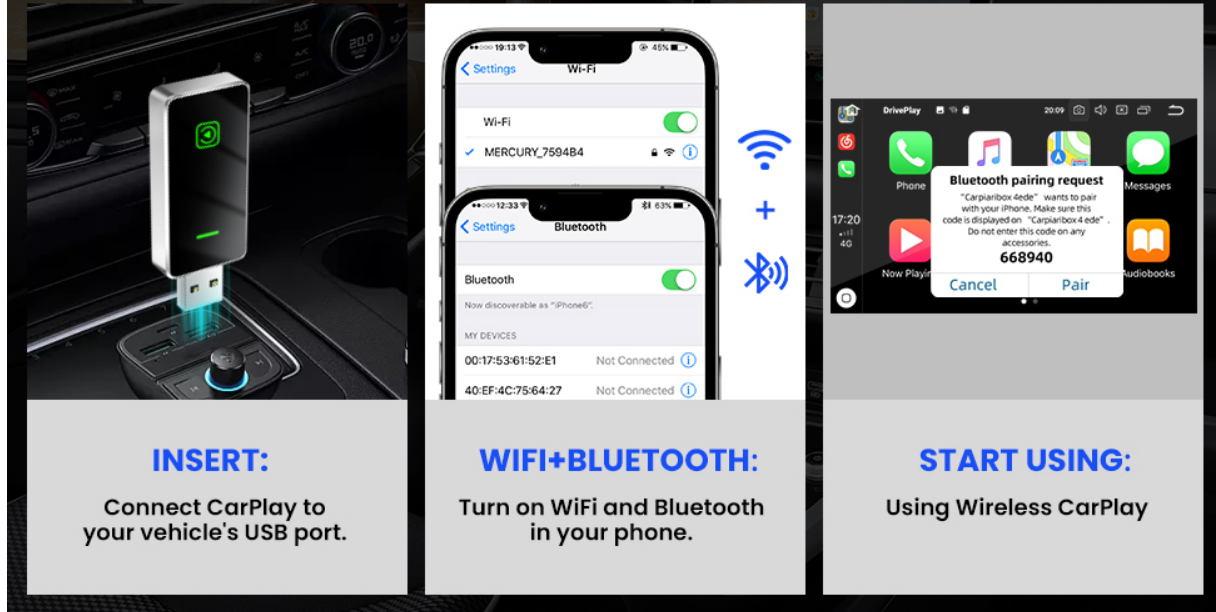 20.0
AUTO
MAX
A/C
19:13
45%
Settings
Wi-Fi
Wi-Fi
MERCURY_7594B4
12:33
63%
Settings
Bluetooth
Bluetooth
Now discoverable as "iPhone6".
MY DEVICES
00:17:53:61:52:E1 Not Connected
40:EF:4C:75:64:27 Not Connected
+
DrivePlay
20:09
Phone
Messages
17:20
4G
Now Playin
Audiobooks
Bluetooth pairing request
"Carpiaribox 4ede" wants to pair
with your iPhone. Make sure this
code is displayed on "Carpiaribox 4 ede".
Do not enter this code on any
accessories.
668940
Cancel Pair
INSERT:
Connect CarPlay to
your vehicle's USB port.
WIFI+BLUETOOTH:
Turn on WiFi and Bluetooth
in your phone.
START USING:
Using Wireless CarPlay